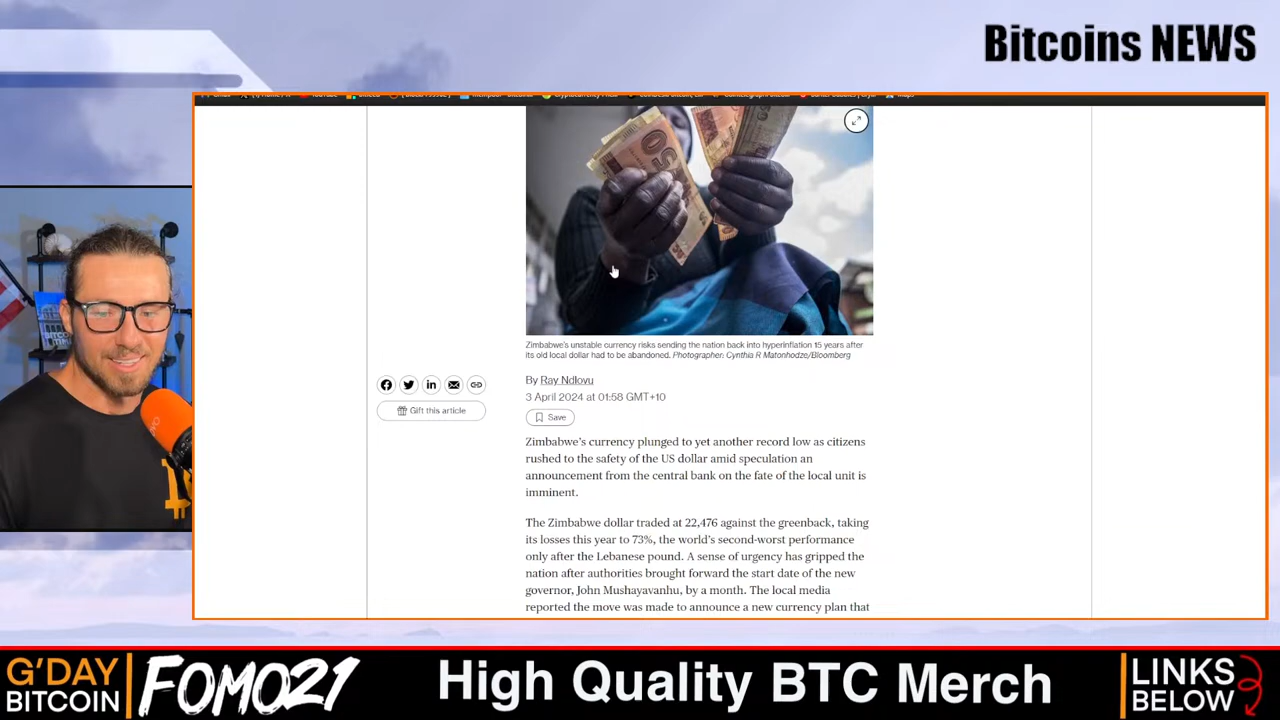 Bitcoins NEWS
Zimbabwe's unstable currency risks sending the nation back into hyperinflation 15 years after
its old local dollar had to be abandoned. Photographer: Cynthia R Matonhodze/Bloomberg
By Ray Ndlovu
3 April 2024 at 01:58 GMT+10
Gift this article
Save
Zimbabwe's currency plunged to yet another record low as citizens
rushed to the safety of the US dollar amid speculation an
announcement from the central bank on the fate of the local unit is
imminent.
The Zimbabwe dollar traded at 22,476 against the greenback, taking
its losses this year to 73%, the world's second-worst performance
only after the Lebanese pound. A sense of urgency has gripped the
nation after authorities brought forward the start date of the new
governor, John Mushayavanhu, by a month. The local media
reported the move was made to announce a new currency plan that
G'DAY
BITCOIN
FOMO21
High Quality BTC Merch
LINKS
BELOW